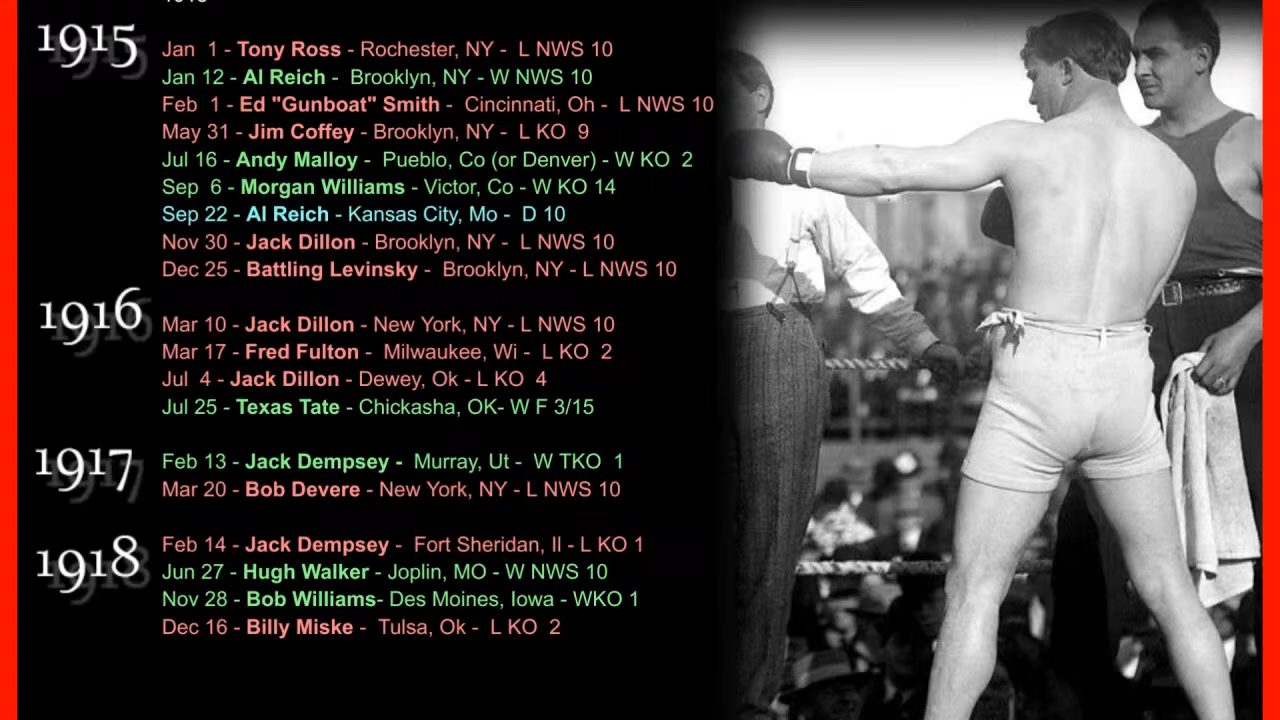 1915
Jan 1 - Tony Ross - Rochester, NY - L NWS 10
Jan 12 - Al Reich - Brooklyn, NY - W NWS 10
Feb 1 - Ed "Gunboat" Smith - Cincinnati, Oh - L NWS 10
May 31 - Jim Coffey - Brooklyn, NY - L KO 9
Jul 16 - Andy Malloy - Pueblo, Co (or Denver) - W KO 2
Sep 6 - Morgan Williams - Victor, Co - W KO 14
Sep 22 - Al Reich - Kansas City, Mo - D 10
Nov 30 - Jack Dillon - Brooklyn, NY - L NWS 10
Dec 25 - Battling Levinsky - Brooklyn, NY - L NWS 10
1916
Mar 10 - Jack Dillon - New York, NY - L NWS 10
Mar 17 - Fred Fulton - Milwaukee, Wi - L KO 2
Jul 4 - Jack Dillon - Dewey, Ok - L KO 4
Jul 25 - Texas Tate - Chickasha, OK- W F 3/15
1917
Feb 13 - Jack Dempsey - Murray, Ut - W TKO 1
Mar 20 - Bob Devere - New York, NY - L NWS 10
1918
Feb 14 - Jack Dempsey - Fort Sheridan, Il - L KO 1
Jun 27 - Hugh Walker - Joplin, MO - W NWS 10
Nov 28 - Bob Williams- Des Moines, Iowa - WKO 1
Dec 16 - Billy Miske - Tulsa, Ok - L KO 2